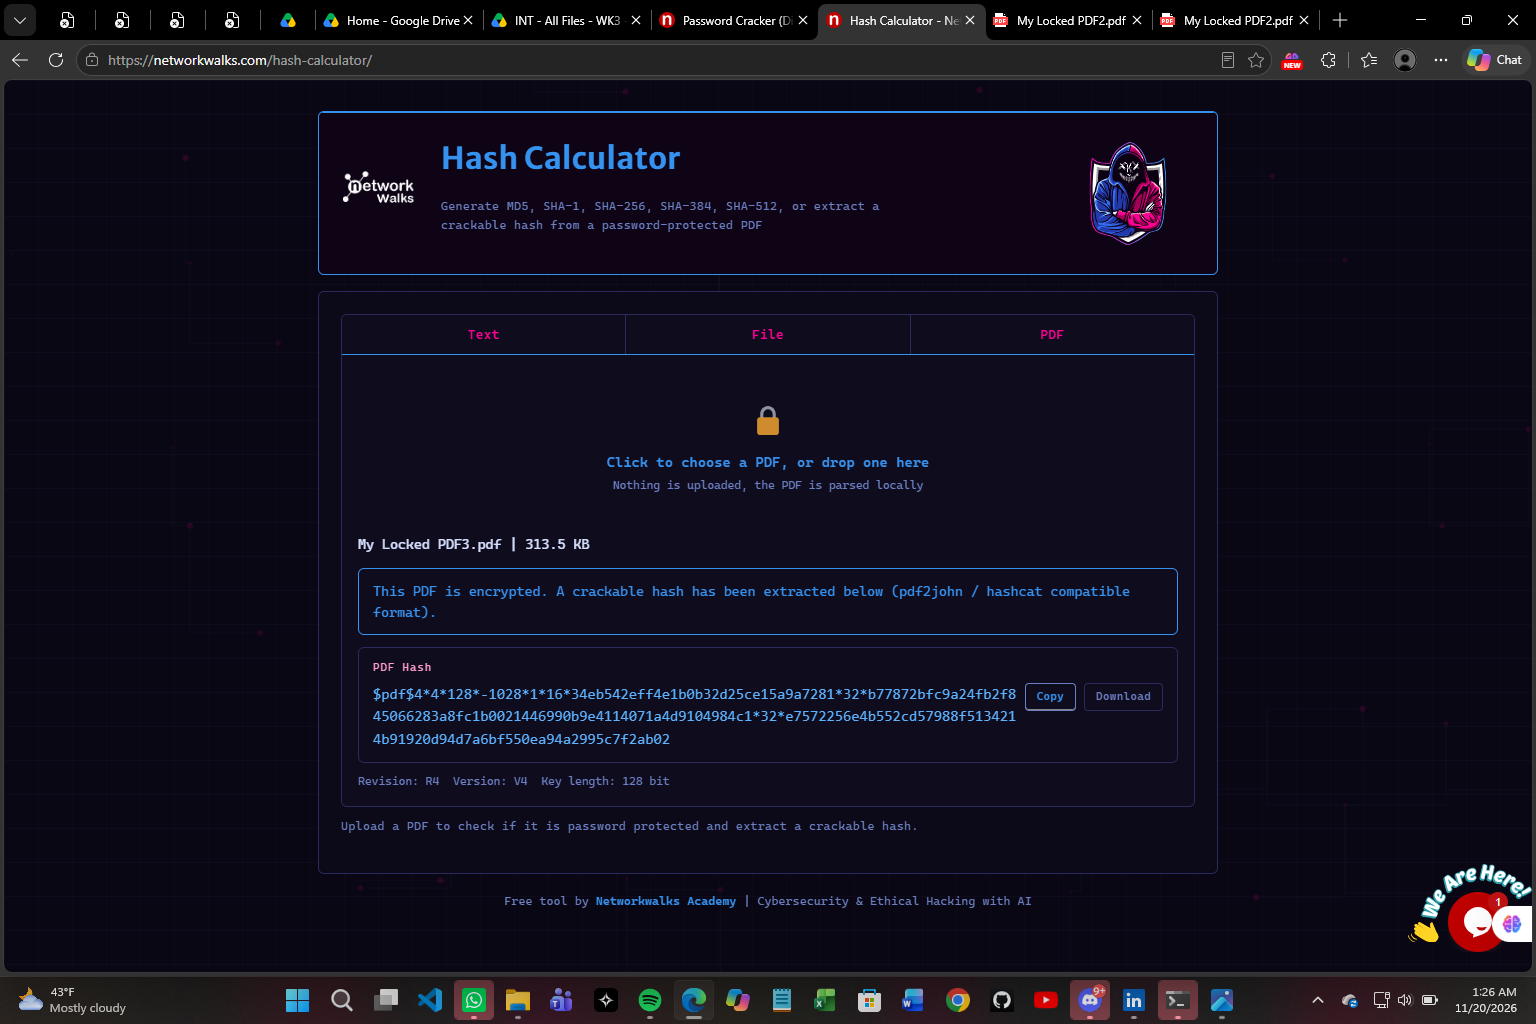 Home - Google Drive
INT - All Files - WK3
Password Cracker (Di
Hash Calculator - Ne
My Locked PDF2.pdf
My Locked PDF2.pdf
https://networkwalks.com/hash-calculator/
NEW
Chat
network
Walks
Hash Calculator
Generate MD5, SHA-1, SHA-256, SHA-384, SHA-512, or extract a
crackable hash from a password-protected PDF
Text
File
PDF
Click to choose a PDF, or drop one here
Nothing is uploaded, the PDF is parsed locally
My Locked PDF3.pdf | 313.5 KB
This PDF is encrypted. A crackable hash has been extracted below (pdf2john / hashcat compatible
format).
PDF Hash
$pdf$4*4*128*-1028*1*16*34eb542eff4e1b0b32d25ce15a9a7281*32*b77872bfc9a24fb2f8
45066283a8fc1b0021446990b9e4114071a4d9104984c1*32*e7572256e4b552cd57988f513421
4b91920d94d7a6bf550ea94a2995c7f2ab02
Copy
Download
Revision: R4 Version: V4 Key length: 128 bit
Upload a PDF to check if it is password protected and extract a crackable hash.
Free tool by Networkwalks Academy | Cybersecurity & Ethical Hacking with AI
We Are Here!
1
43°F
Mostly cloudy
9+
1:26 AM
11/20/2026